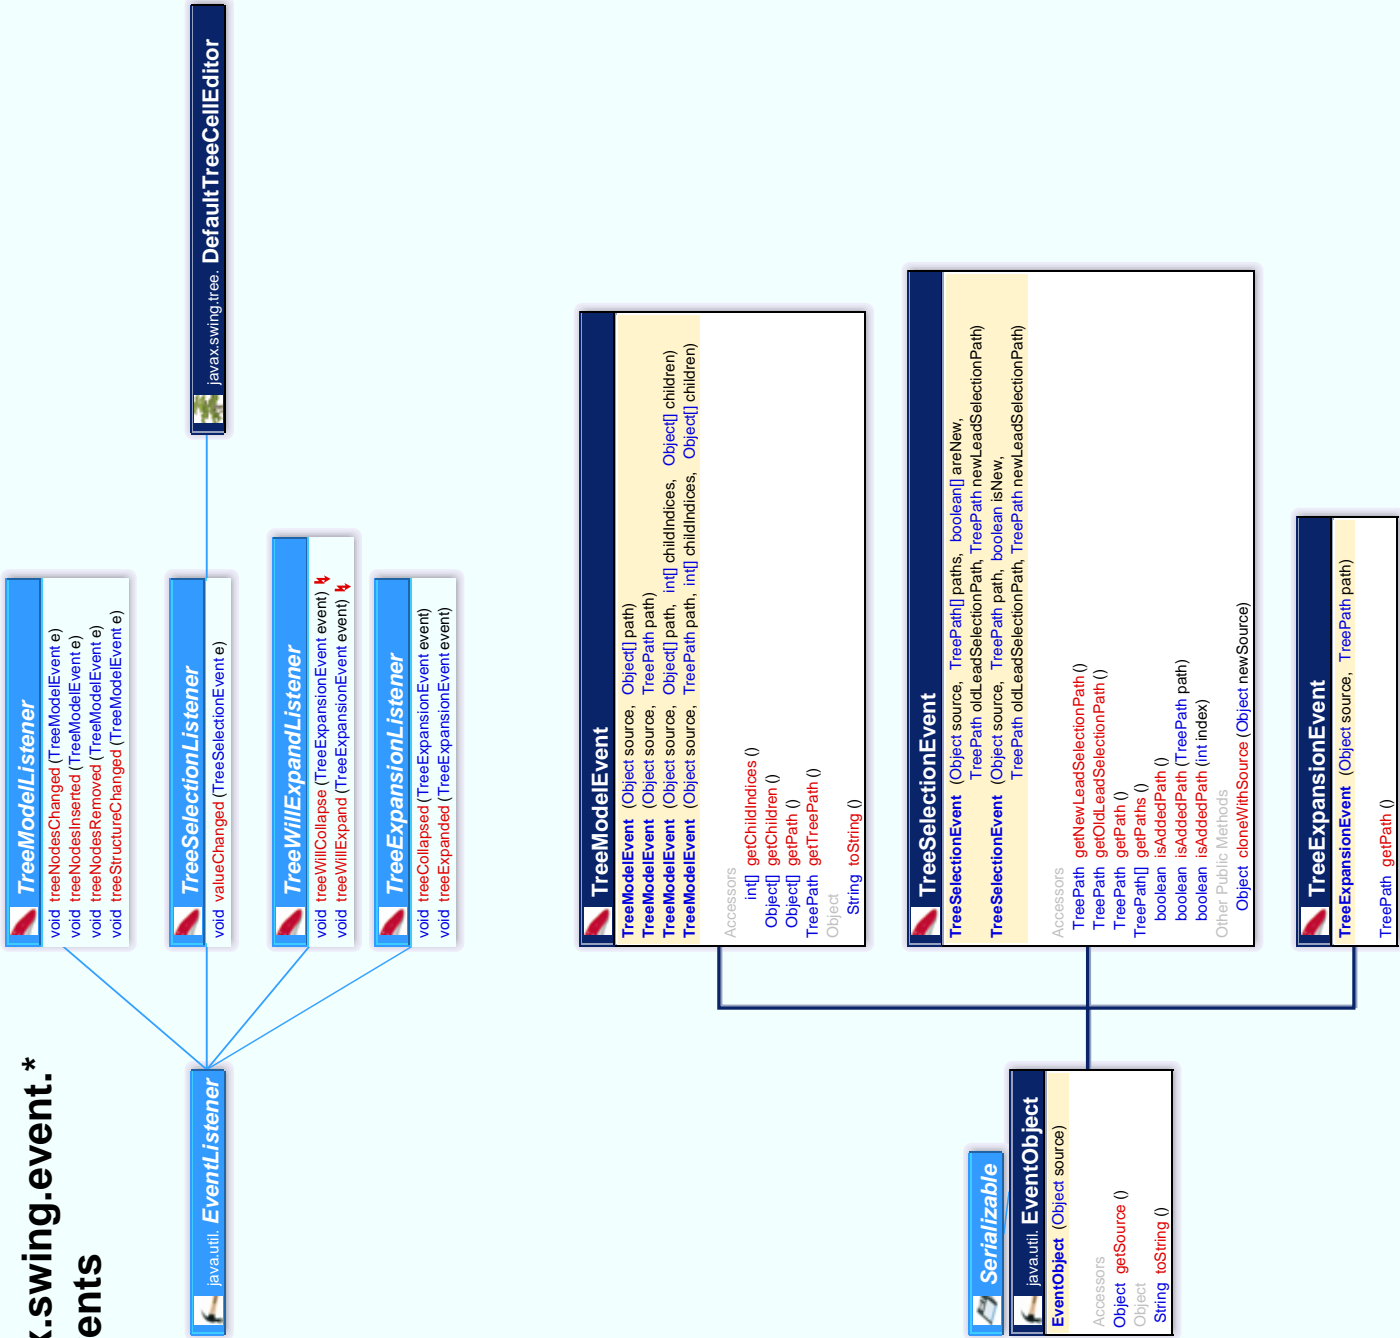 x.swing.event.*
ents
java.util. EventListener
TreeModelListener
void treeNodesChanged (TreeModelEvent e)
void treeNodesInserted (TreeModelEvent e)
void treeNodesRemoved (TreeModelEvent e)
void treeStructureChanged (TreeModelEvent e)
TreeSelectionListener
void valueChanged (TreeSelectionEvent e)
javax.swing.tree. DefaultTreeCellEditor
TreeWillExpandListener
void treeWillCollapse (TreeExpansionEvent event)
void treeWillExpand (TreeExpansionEvent event)
TreeExpansionListener
void treeCollapsed (TreeExpansionEvent event)
void treeExpanded (TreeExpansionEvent event)
TreeModelEvent
TreeModelEvent (Object source, Object[] path)
TreeModelEvent (Object source, TreePath path)
TreeModelEvent (Object source, Object[] path, int[] childIndices, Object[] children)
TreeModelEvent (Object source, TreePath path, int[] childIndices, Object[] children)
Accessors
int[] getChildIndices ()
Object[] getChildren ()
Object[] getPath ()
TreePath getTreePath ()
Object
String toString ()
TreeSelectionEvent
TreeSelectionEvent (Object source, TreePath[] paths, boolean[] areNew,
TreePath oldLeadSelectionPath, TreePath newLeadSelectionPath)
TreeSelectionEvent (Object source, TreePath path, boolean isNew,
TreePath oldLeadSelectionPath, TreePath newLeadSelectionPath)
Accessors
TreePath getNewLeadSelectionPath ()
TreePath getOldLeadSelectionPath ()
TreePath getPath ()
TreePath[] getPaths ()
boolean isAddedPath ()
boolean isAddedPath (TreePath path)
boolean isAddedPath (int index)
Other Public Methods
Object cloneWithSource (Object newSource)
Serializable
java.util. EventObject
EventObject (Object source)
Accessors
Object getSource ()
Object
String toString ()
TreeExpansionEvent
TreeExpansionEvent (Object source, TreePath path)
TreePath getPath ()